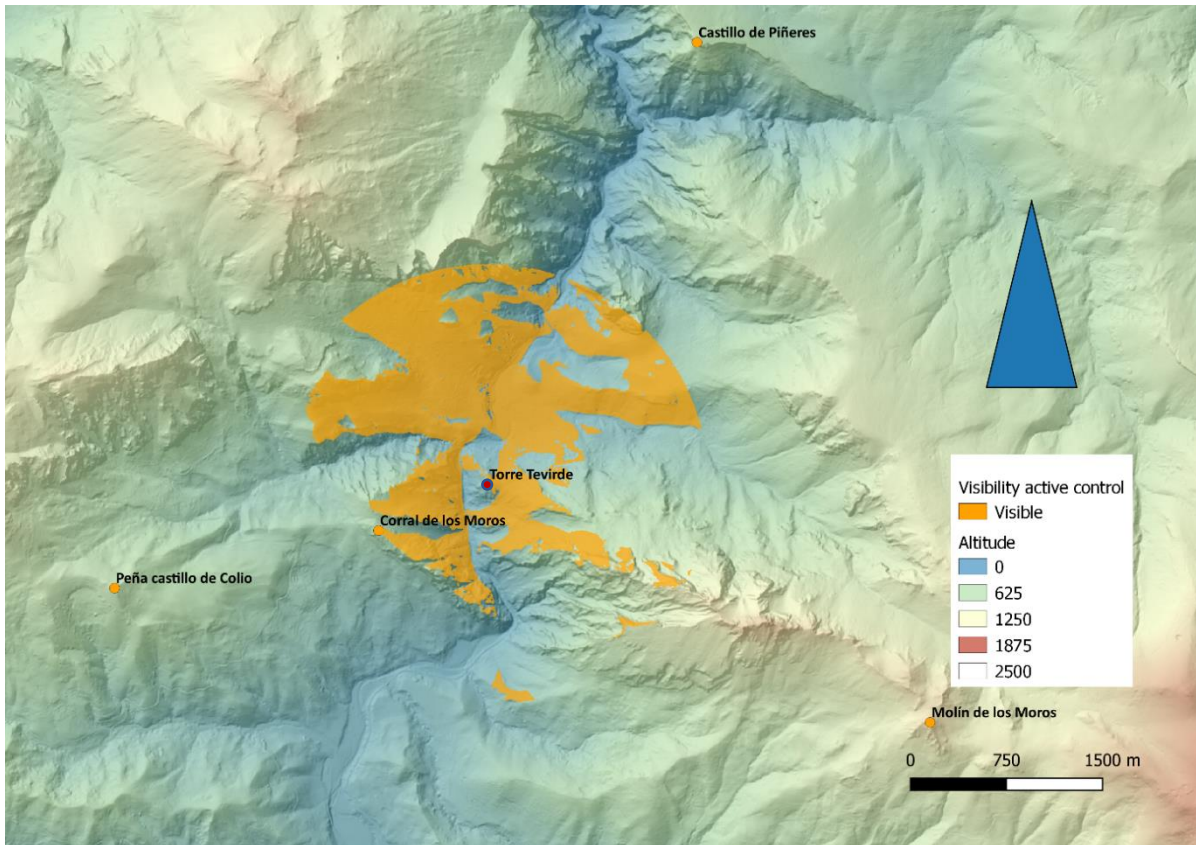 Castillo de Piñeres
Torre Tevirde
Corral de los Moros
Peña castillo de Colio
Molín de los Moros
Visibility active control
Visible
Altitude
0
625
1250
1875
2500
0 750 1500 m